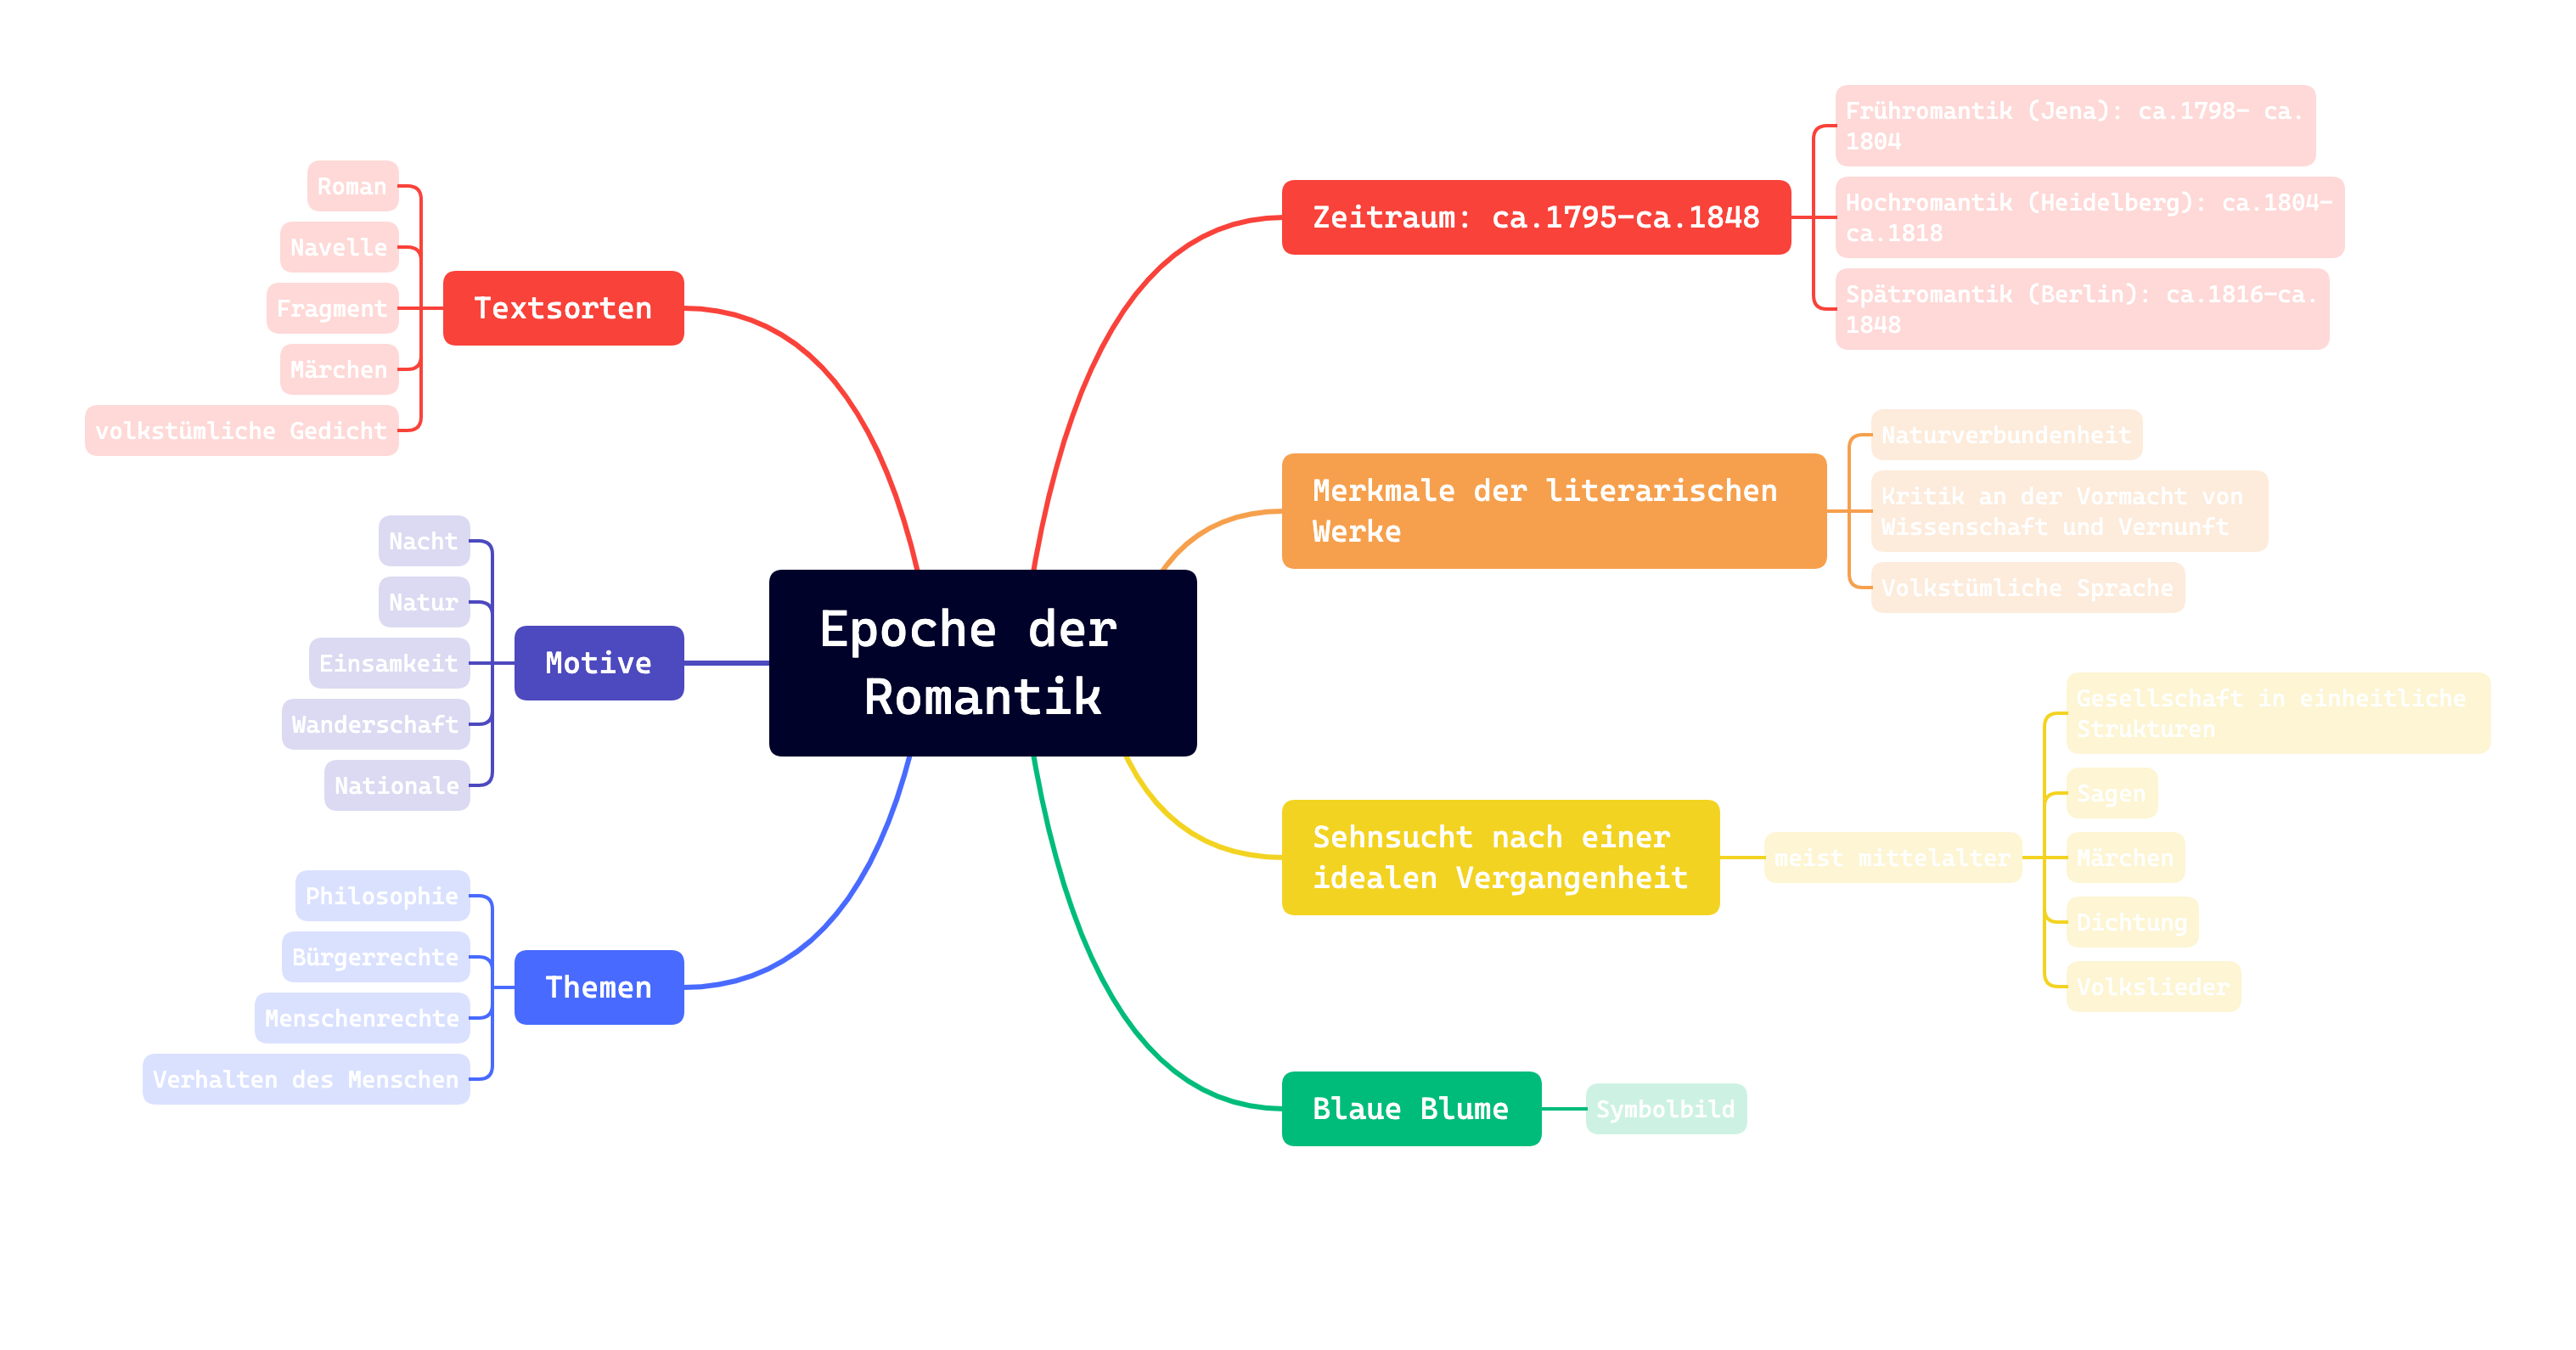 Epoche der
Romantik
Zeitraum: ca.1795-ca.1848
Frühromantik (Jena): ca.1798- ca.
1804
Hochromantik (Heidelberg): ca.1804-
ca.1818
Spätromantik (Berlin): ca.1816-ca.
1848
Merkmale der literarischen
Werke
Naturverbundenheit
kritik an der Vormacht von
Wissenschaft und Vernunft
Volkstümliche Sprache
Sehnsucht nach einer
idealen Vergangenheit
meist mittelalter
Gesellschaft in einheitliche
Strukturen
Sagen
Märchen
Dichtung
Volkslieder
Blaue Blume
Symbolbild
Textsorten
Roman
Navelle
Fragment
Märchen
volkstümliche Gedicht
Motive
Nacht
Natur
Einsamkeit
Wanderschaft
Nationale
Themen
Philosophie
Bürgerrechte
Menschenrechte
Verhalten des Menschen